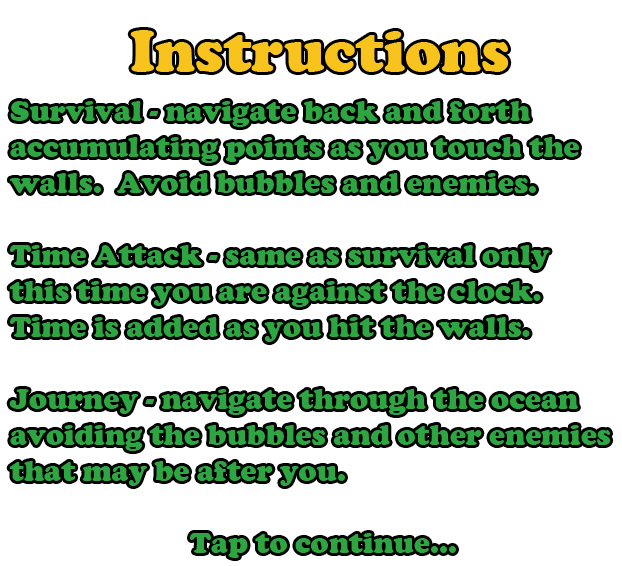 Instructions
Survival - navigate back and forth
accumulating points as you touch the
walls.  Avoid bubbles and enemies.
Time Attack - same as survival only
this time you are against the clock.
Time is added as you hit the walls.
Journey - navigate through the ocean
avoiding the bubbles and other enemies
that may be after you.
Tap to continue...